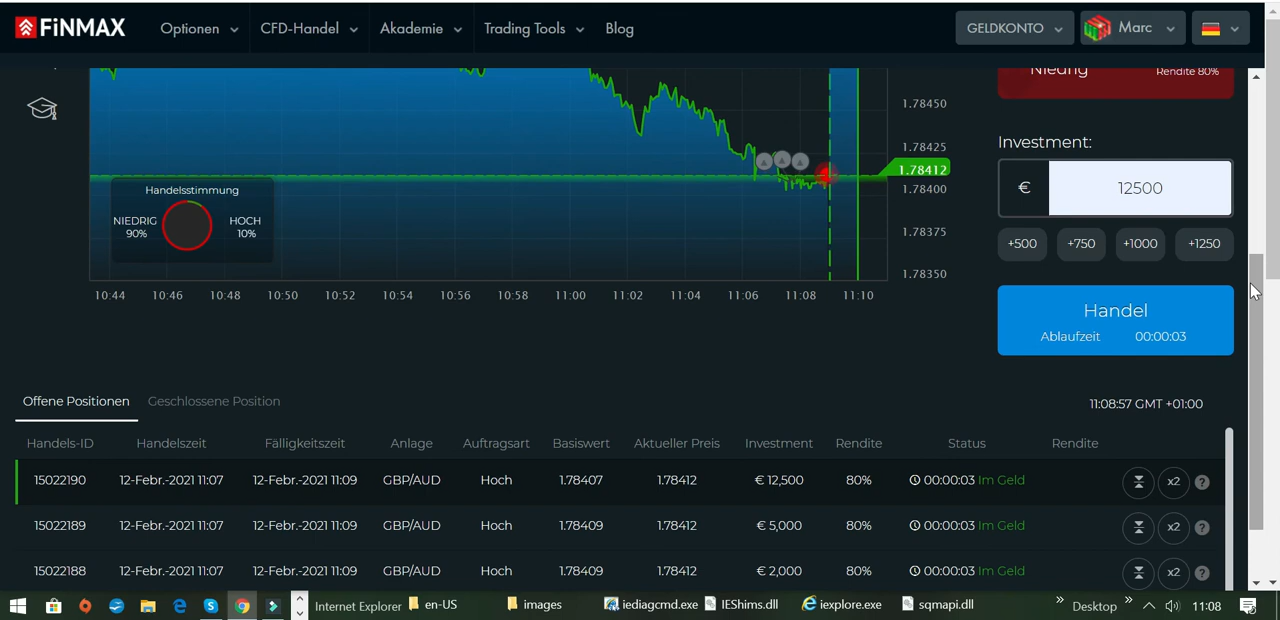 FiNMAX Optionen CFD-Handel Akademie Trading Tools Blog GELDKONTO Marc
Niedrig Rendite 80%
1.78450
1.78425
1.78412
1.78400
1.78375
1.78350
Handelsstimmung
NIEDRIG HOCH
90% 10%
10:44 10:46 10:48 10:50 10:52 10:54 10:56 10:58 11:00 11:02 11:04 11:06 11:08 11:10
Investment:
€ 12500
+500 +750 +1000 +1250
Handel
Ablaufzeit 00:00:03
Offene Positionen Geschlossene Position 11:08:57 GMT +01:00
Handels-ID Handelszeit Fälligkeitszeit Anlage Auftragsart Basiswert Aktueller Preis Investment Rendite Status Rendite
15022190 12-Febr.-2021 11:07 12-Febr.-2021 11:09 GBP/AUD Hoch 1.78407 1.78412 € 12,500 80% 00:00:03 Im Geld x2 ?
15022189 12-Febr.-2021 11:07 12-Febr.-2021 11:09 GBP/AUD Hoch 1.78409 1.78412 € 5,000 80% 00:00:03 Im Geld x2 ?
15022188 12-Febr.-2021 11:07 12-Febr.-2021 11:09 GBP/AUD Hoch 1.78409 1.78412 € 2,000 80% 00:00:03 Im Geld x2 ?
Internet Explorer en-US images iediagcmd.exe IEShims.dll iexplore.exe sqmapi.dll » Desktop » 11:08